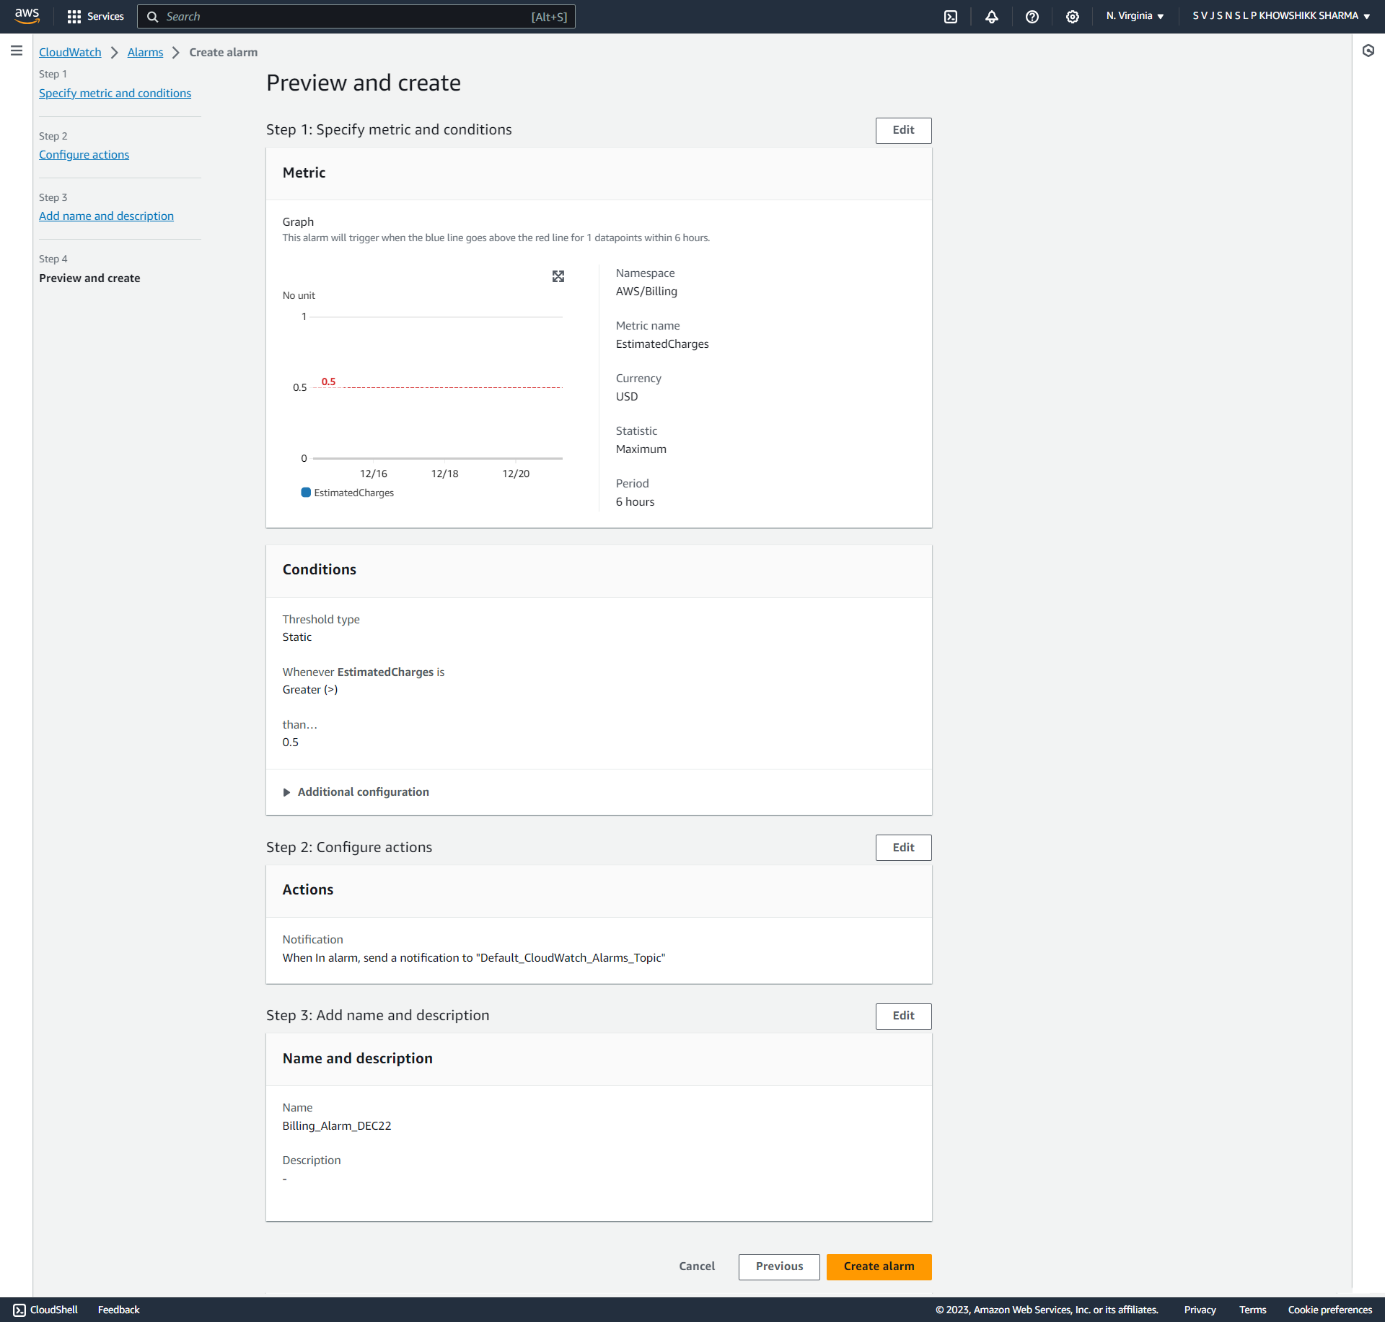 aws
Services
Search
[Alt+S]
N. Virginia
S V J S N S L P KHOWSHIKK SHARMA
CloudWatch > Alarms > Create alarm
Step 1
Specify metric and conditions
Step 2
Configure actions
Step 3
Add name and description
Step 4
Preview and create
Preview and create
Step 1: Specify metric and conditions
Edit
Metric
Graph
This alarm will trigger when the blue line goes above the red line for 1 datapoints within 6 hours.
No unit
1
0.5
0.5
0
12/16
12/18
12/20
EstimatedCharges
Namespace
AWS/Billing
Metric name
EstimatedCharges
Currency
USD
Statistic
Maximum
Period
6 hours
Conditions
Threshold type
Static
Whenever EstimatedCharges is
Greater (>)
than...
0.5
Additional configuration
Step 2: Configure actions
Edit
Actions
Notification
When In alarm, send a notification to "Default_CloudWatch_Alarms_Topic"
Step 3: Add name and description
Edit
Name and description
Name
Billing_Alarm_DEC22
Description
-
Cancel
Previous
Create alarm
CloudShell
Feedback
© 2023, Amazon Web Services, Inc. or its affiliates.
Privacy
Terms
Cookie preferences